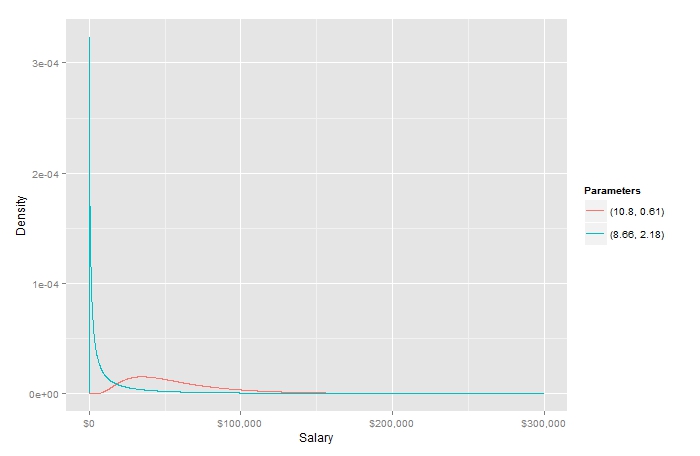 3e-04
2e-04
1e-04
0e+00
Density
$0
$100,000
$200,000
$300,000
Salary
Parameters
(10.8, 0.61)
(8.66, 2.18)